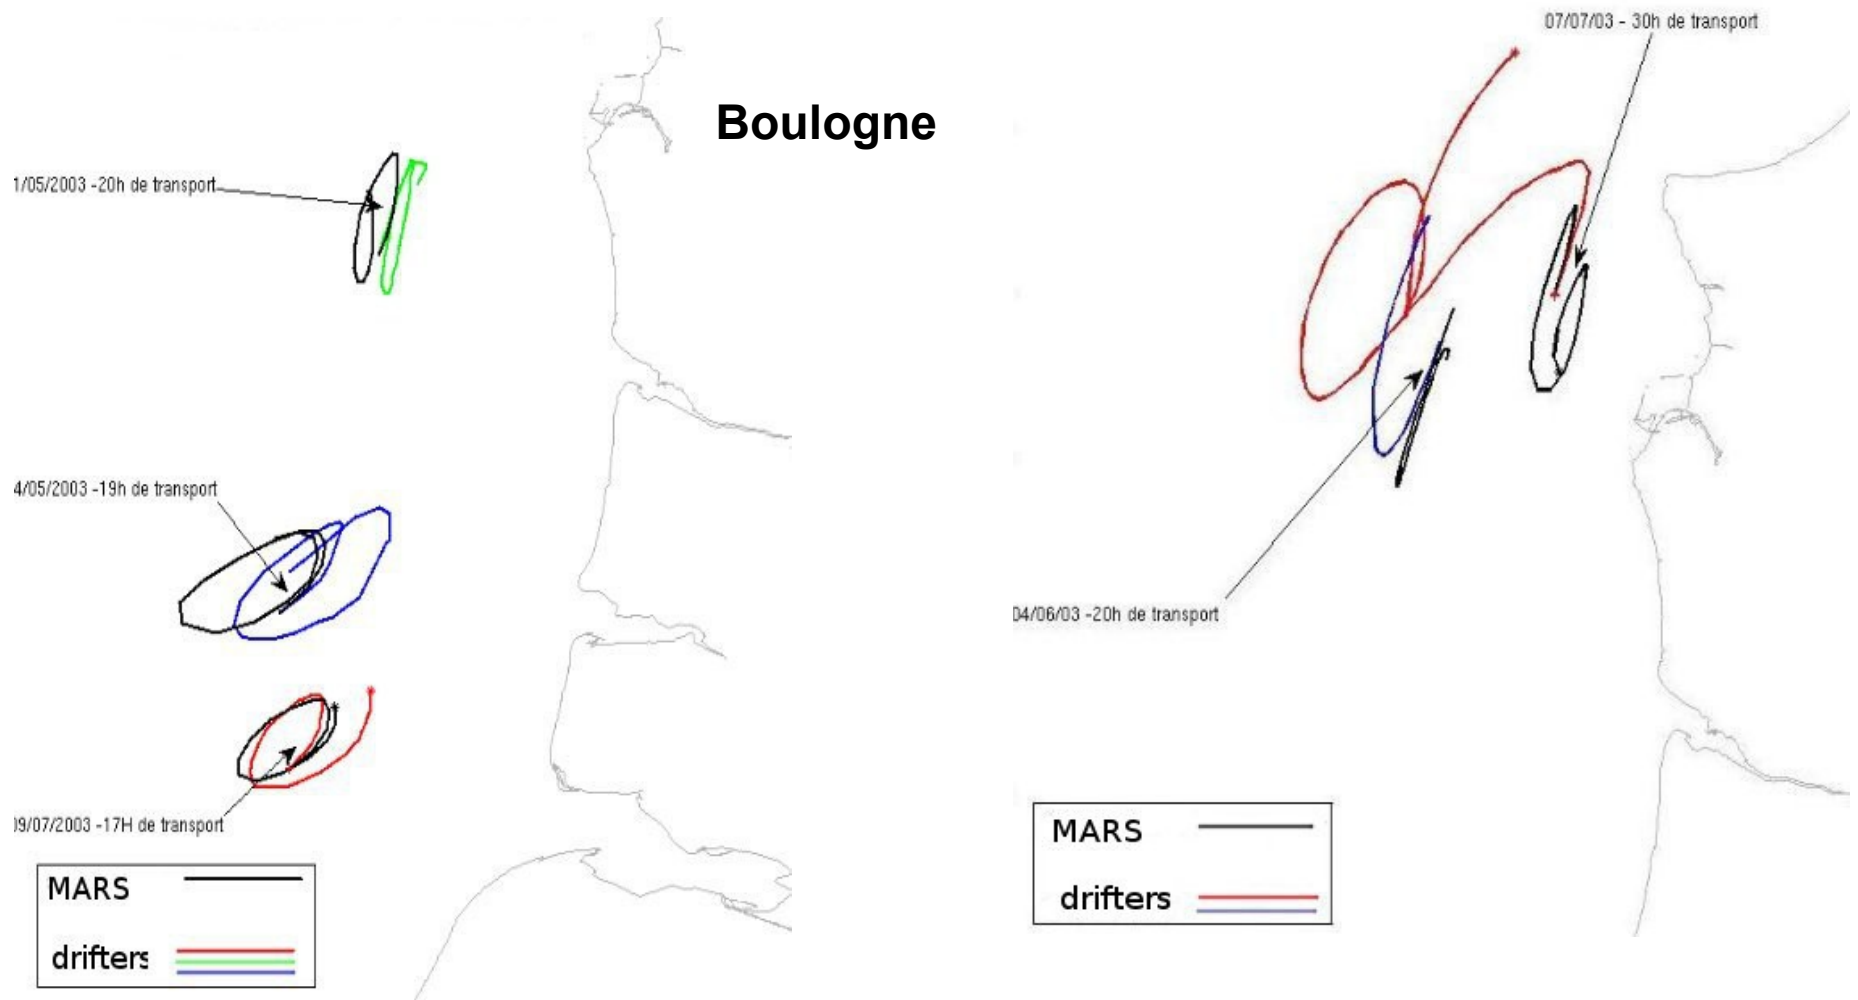 07/07/03 - 30h de transport
Boulogne
1/05/2003 -20h de transport
4/05/2003 -19h de transport
04/06/03 -20h de transport
09/07/2003 -17H de transport
MARS
drifters
MARS
drifters